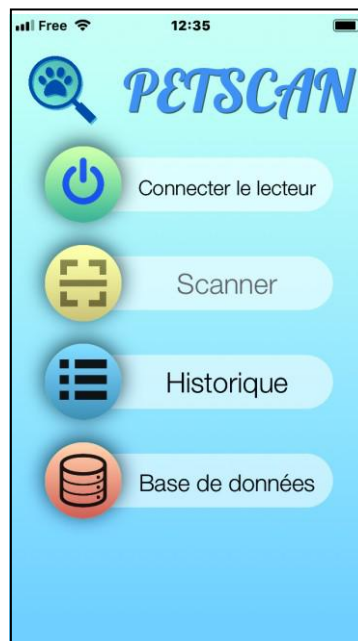 Free 12:35
PETSCAN
Connecter le lecteur
Scanner
Historique
Base de données